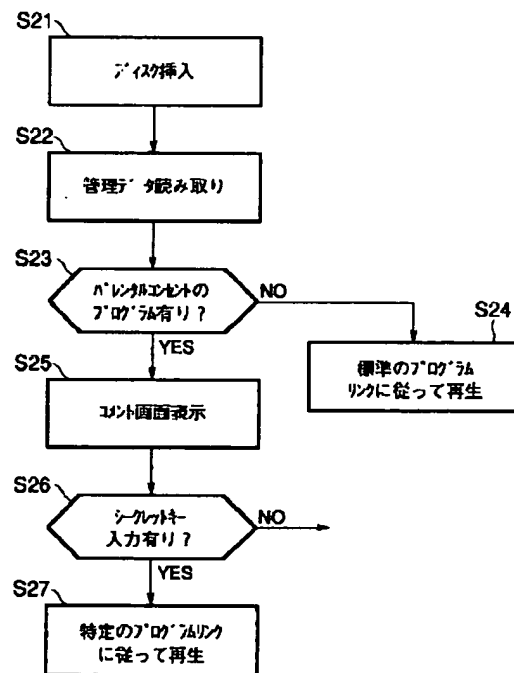 S21
ディスク挿入
S22
管理データ読み取り
S23
パレンタルコンセントの
プログラム有り？
NO
YES
S24
標準のプログラム
リンクに従って再生
S25
コメント画面表示
S26
シークレットキー
入力有り？
NO
YES
S27
特定のプログラムリンク
に従って再生